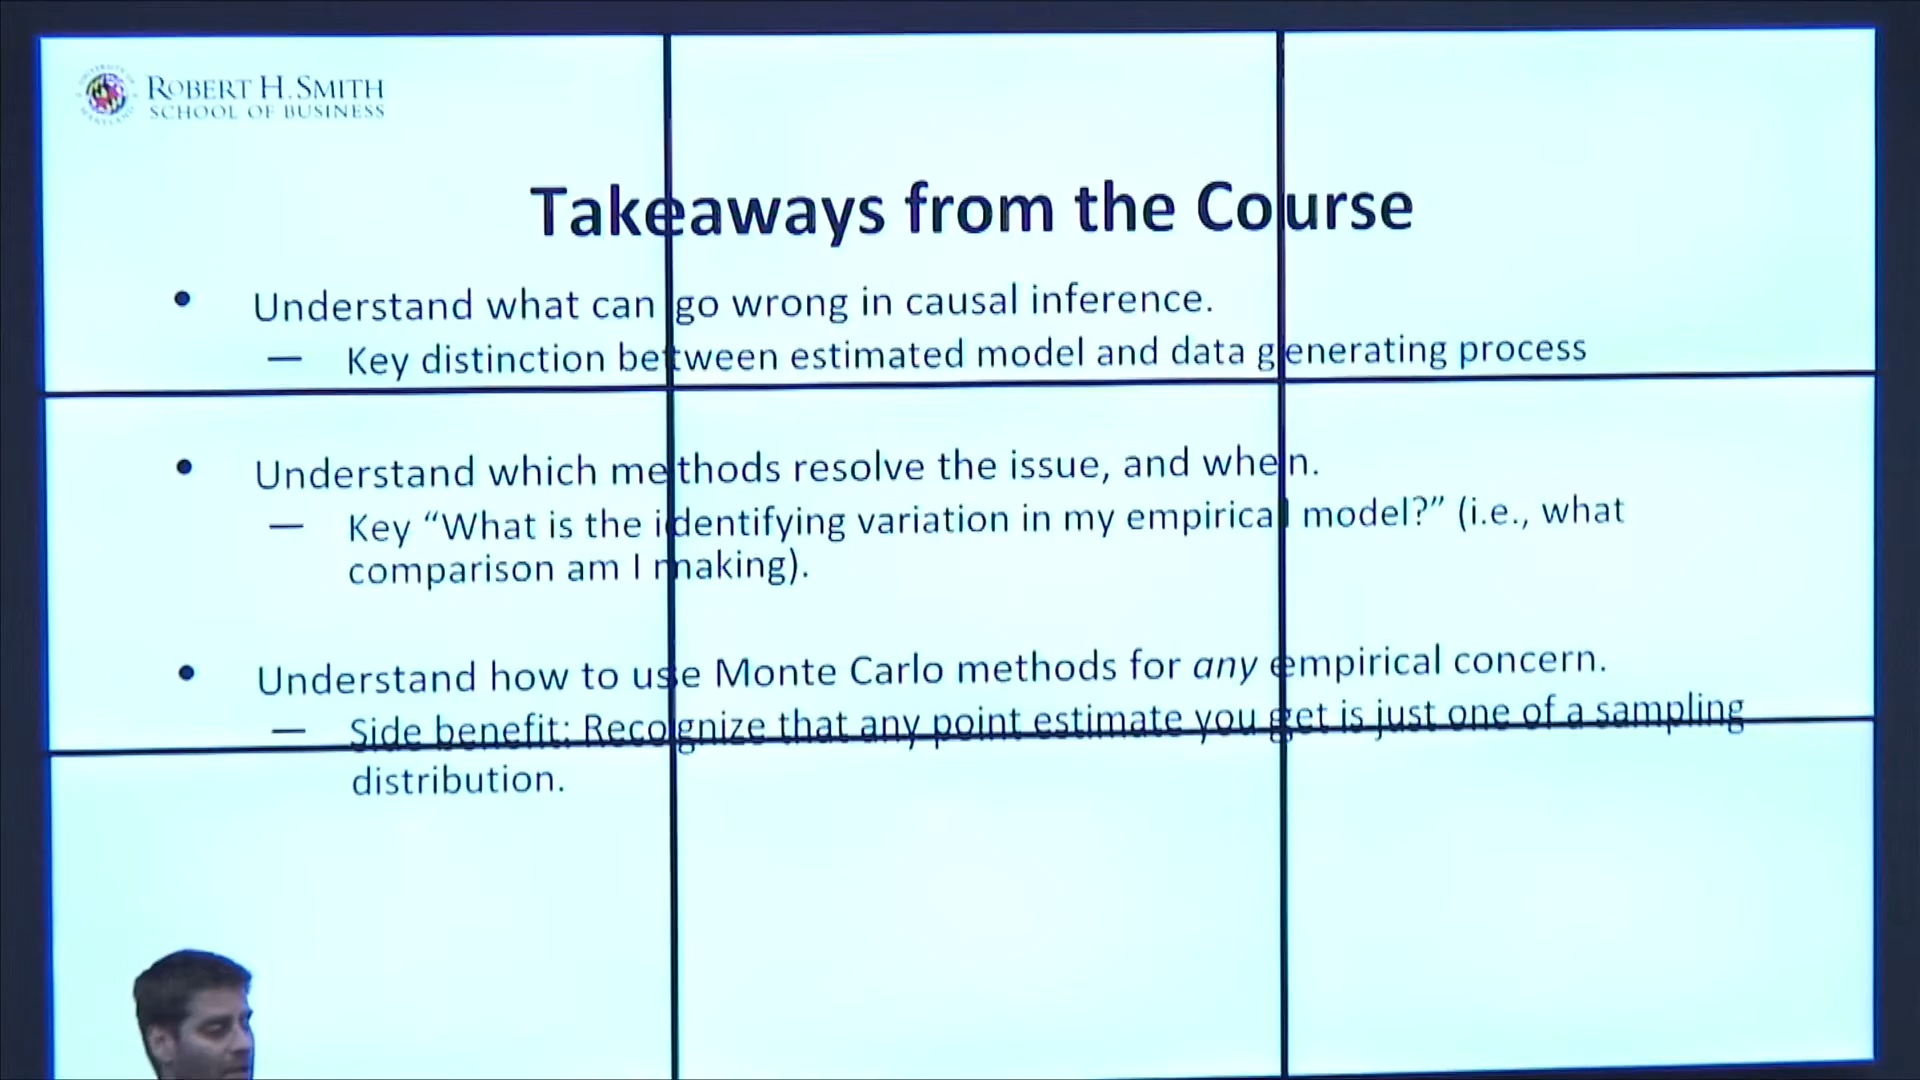 ROBERT H. SMITH
SCHOOL OF BUSINESS
Takeaways from the Course
• Understand what can go wrong in causal inference.
— Key distinction between estimated model and data generating process
• Understand which methods resolve the issue, and when.
— Key “What is the identifying variation in my empirical model?” (i.e., what
comparison am I making).
• Understand how to use Monte Carlo methods for any empirical concern.
— Side benefit: Recognize that any point estimate you get is just one of a sampling
distribution.